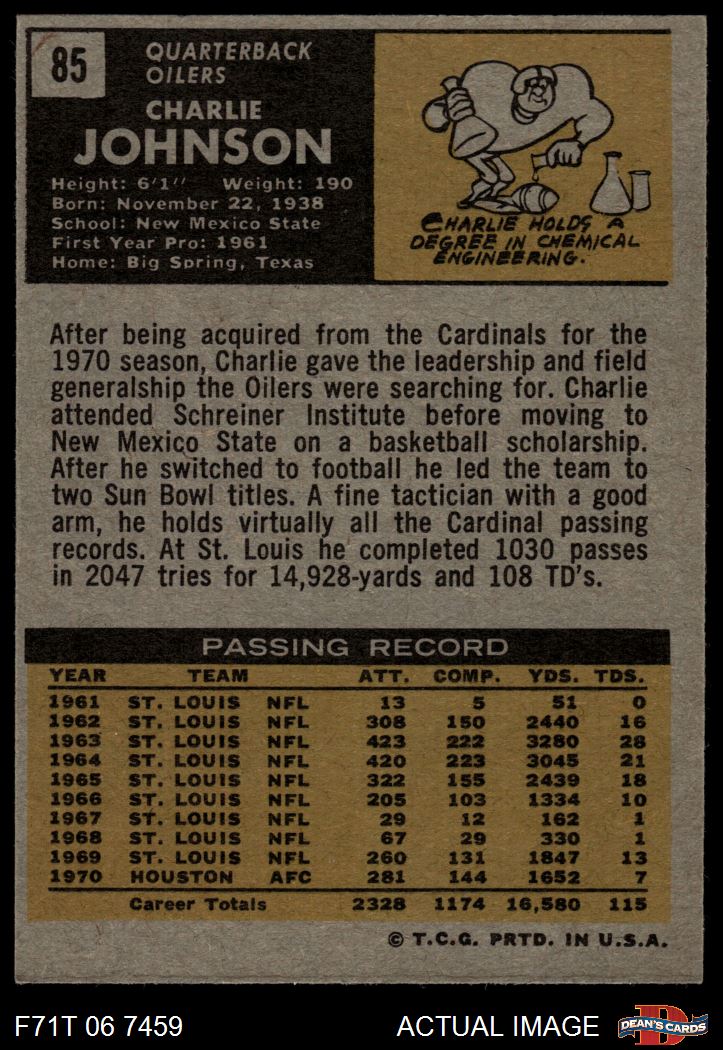 85
QUARTERBACK
OILERS
CHARLIE
JOHNSON
Height: 6'1" Weight: 190
Born: November 22, 1938
School: New Mexico State
First Year Pro: 1961
Home: Big Spring, Texas
CHARLIE HOLDS A
DEGREE IN CHEMICAL
ENGINEERING.
After being acquired from the Cardinals for the
1970 season, Charlie gave the leadership and field
generalship the Oilers were searching for. Charlie
attended Schreiner Institute before moving to
New Mexico State on a basketball scholarship.
After he switched to football he led the team to
two Sun Bowl titles. A fine tactician with a good
arm, he holds virtually all the Cardinal passing
records. At St. Louis he completed 1030 passes
in 2047 tries for 14,928-yards and 108 TD's.
PASSING RECORD
YEAR TEAM ATT. COMP. YDS. TDS.
1961 ST. LOUIS NFL 13 5 51 0
1962 ST. LOUIS NFL 308 150 2440 16
1963 ST. LOUIS NFL 423 222 3280 28
1964 ST. LOUIS NFL 420 223 3045 21
1965 ST. LOUIS NFL 322 155 2439 18
1966 ST. LOUIS NFL 205 103 1334 10
1967 ST. LOUIS NFL 29 12 162 1
1968 ST. LOUIS NFL 67 29 330 1
1969 ST. LOUIS NFL 260 131 1847 13
1970 HOUSTON AFC 281 144 1652 7
Career Totals 2328 1174 16,580 115
© T.C.G. PRTD. IN U.S.A.
F71T 06 7459 ACTUAL IMAGE DEAN'S CARDS